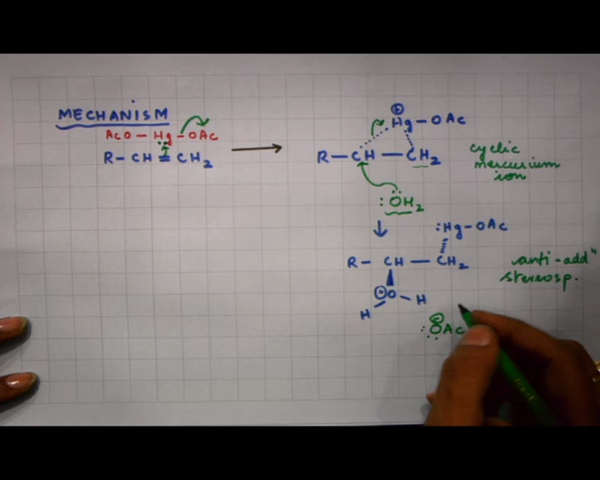 MECHANISM
AcO — Hg — OAc
R — CH = CH2
⊕
Hg — OAc
R — CH — CH2
cyclic
mercurium
ion
:OH2
:Hg — OAc
R — CH — CH2
"anti-addn"
stereosp.
⊕O — H
H
:OAc